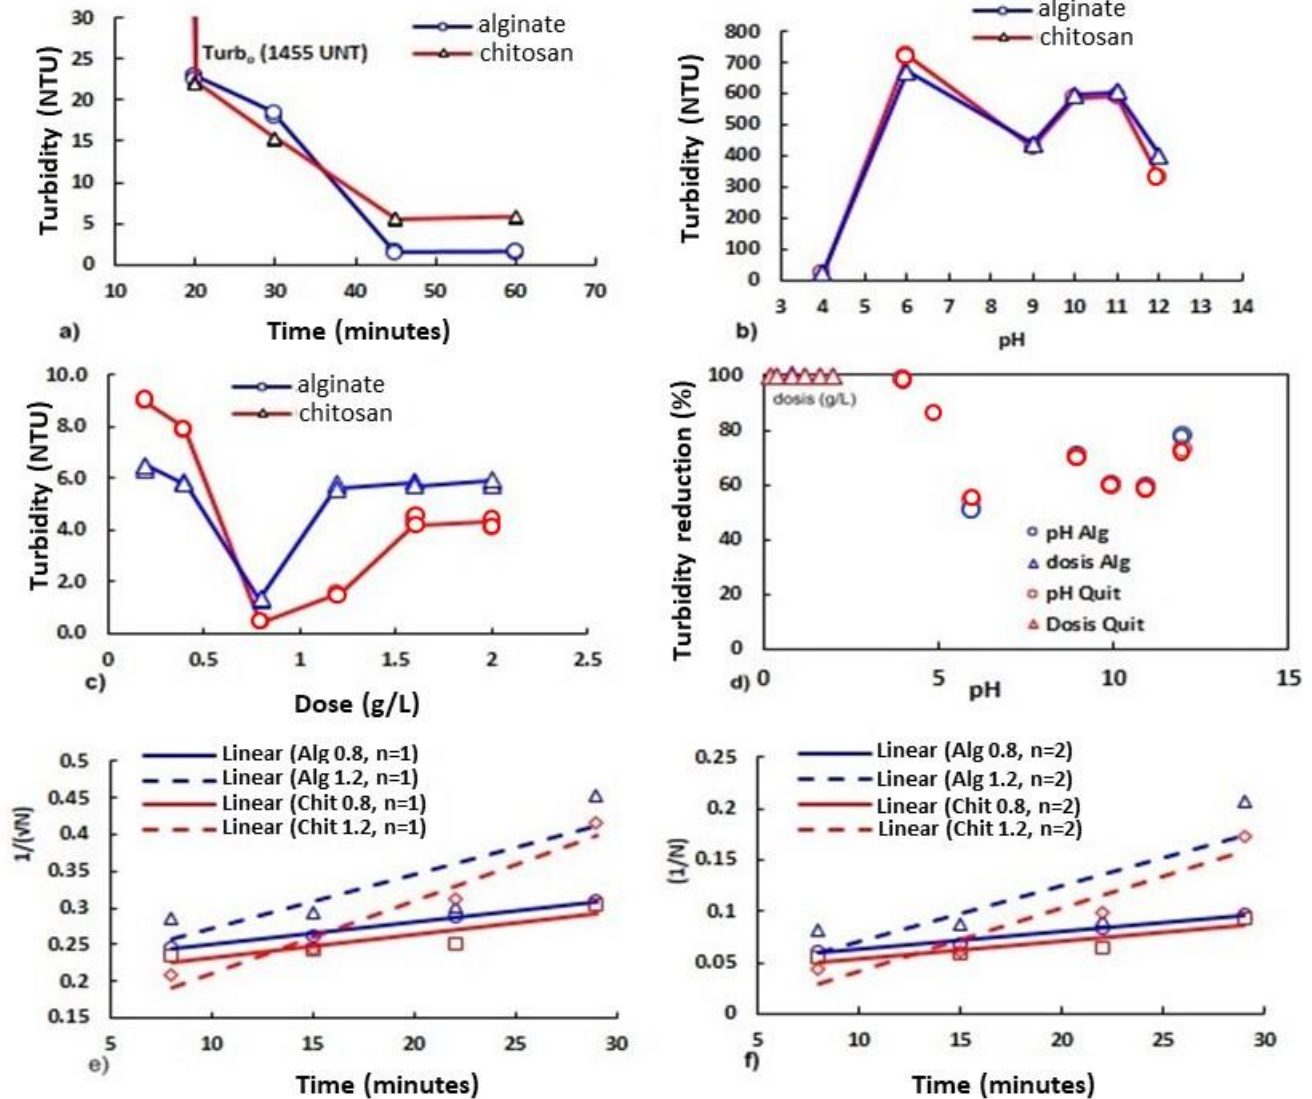 alginate
chitosan
Turb₀ (1455 UNT)
Turbidity (NTU)
30
25
20
15
10
5
0
10 20 30 40 50 60 70
Time (minutes)
a)
alginate
chitosan
Turbidity (NTU)
800
700
600
500
400
300
200
100
0
3 4 5 6 7 8 9 10 11 12 13 14
pH
b)
alginate
chitosan
Turbidity (NTU)
10.0
8.0
6.0
4.0
2.0
0.0
0 0.5 1 1.5 2 2.5
Dose (g/L)
c)
Turbidity reduction (%)
100
80
60
40
20
0
dosis (g/L)
pH Alg
dosis Alg
pH Quit
Dosis Quit
0 5 10 15
pH
d)
Linear (Alg 0.8, n=1)
Linear (Alg 1.2, n=1)
Linear (Chit 0.8, n=1)
Linear (Chit 1.2, n=1)
1/(√N)
0.5
0.45
0.4
0.35
0.3
0.25
0.2
0.15
5 10 15 20 25 30
Time (minutes)
e)
Linear (Alg 0.8, n=2)
Linear (Alg 1.2, n=2)
Linear (Chit 0.8, n=2)
Linear (Chit 1.2, n=2)
(1/N)
0.25
0.2
0.15
0.1
0.05
0
5 10 15 20 25 30
Time (minutes)
f)